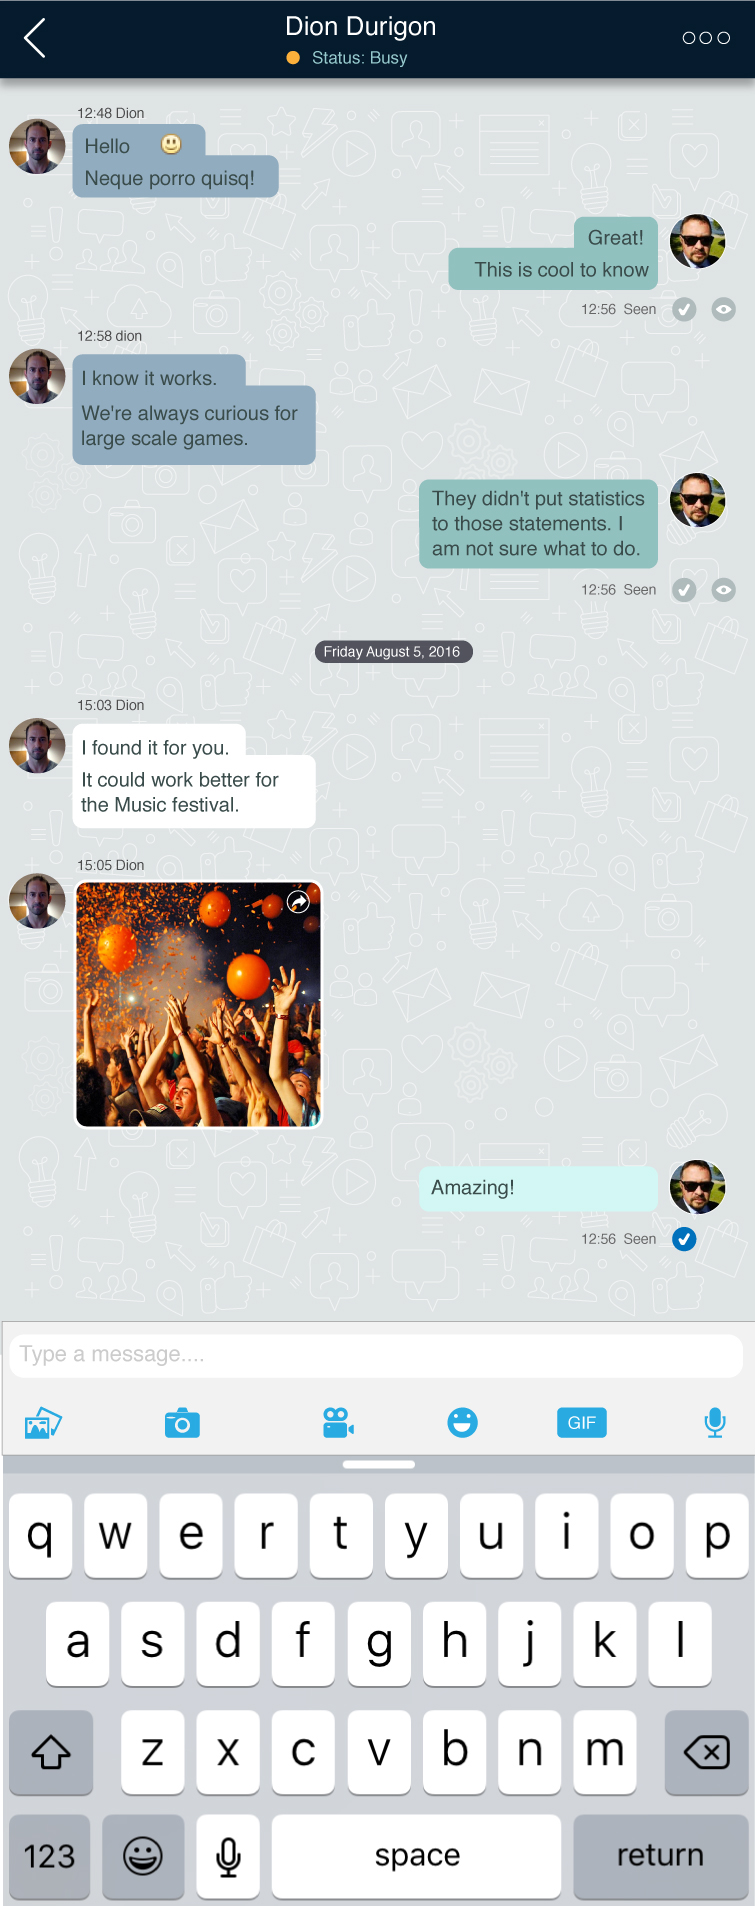 Dion Durigon
Status: Busy
12:48 Dion
Hello
Neque porro quisq!
Great!
This is cool to know
12:56 Seen
12:58 dion
I know it works.
We're always curious for
large scale games.
They didn't put statistics
to those statements. I
am not sure what to do.
12:56 Seen
Friday August 5, 2016
15:03 Dion
I found it for you.
It could work better for
the Music festival.
15:05 Dion
Amazing!
12:56 Seen
Type a message....
GIF
q w e r t y u i o p
a s d f g h j k l
z x c v b n m
123 space return